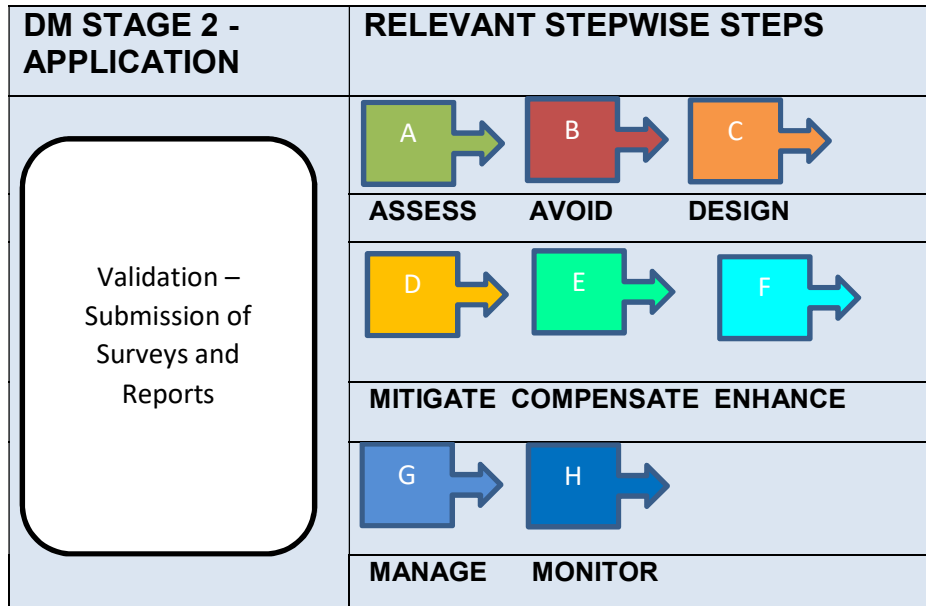 DM STAGE 2 -
APPLICATION
RELEVANT STEPWISE STEPS
Validation –
Submission of
Surveys and
Reports
A B C
ASSESS AVOID DESIGN
D E F
MITIGATE COMPENSATE ENHANCE
G H
MANAGE MONITOR